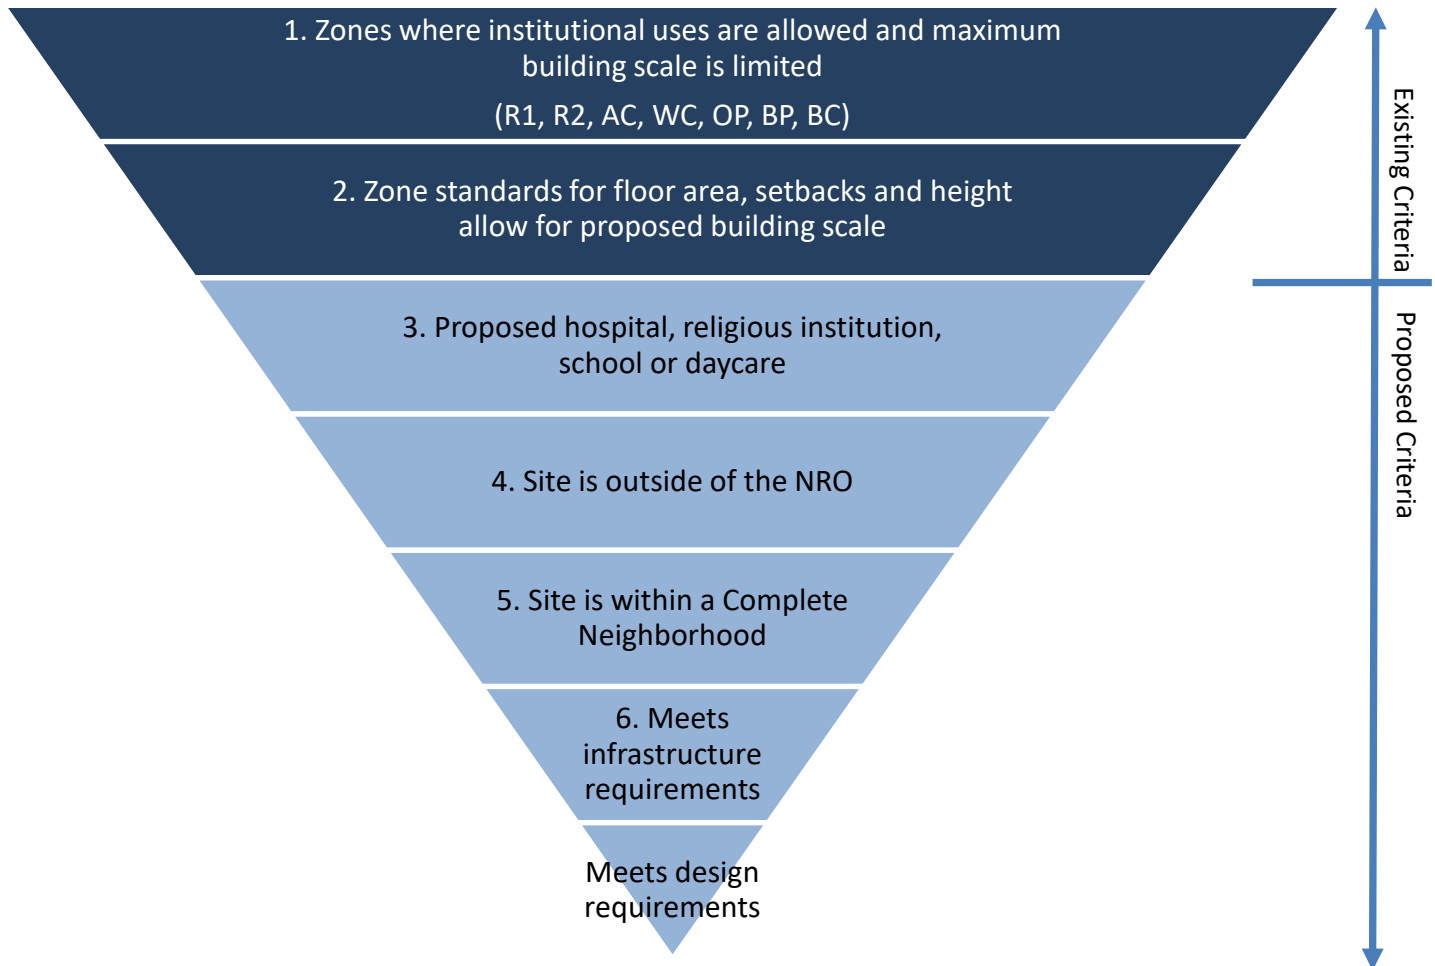 1. Zones where institutional uses are allowed and maximum
building scale is limited
(R1, R2, AC, WC, OP, BP, BC)
2. Zone standards for floor area, setbacks and height
allow for proposed building scale
3. Proposed hospital, religious institution,
school or daycare
4. Site is outside of the NRO
5. Site is within a Complete
Neighborhood
6. Meets
infrastructure
requirements
Meets design
requirements
Existing Criteria
Proposed Criteria